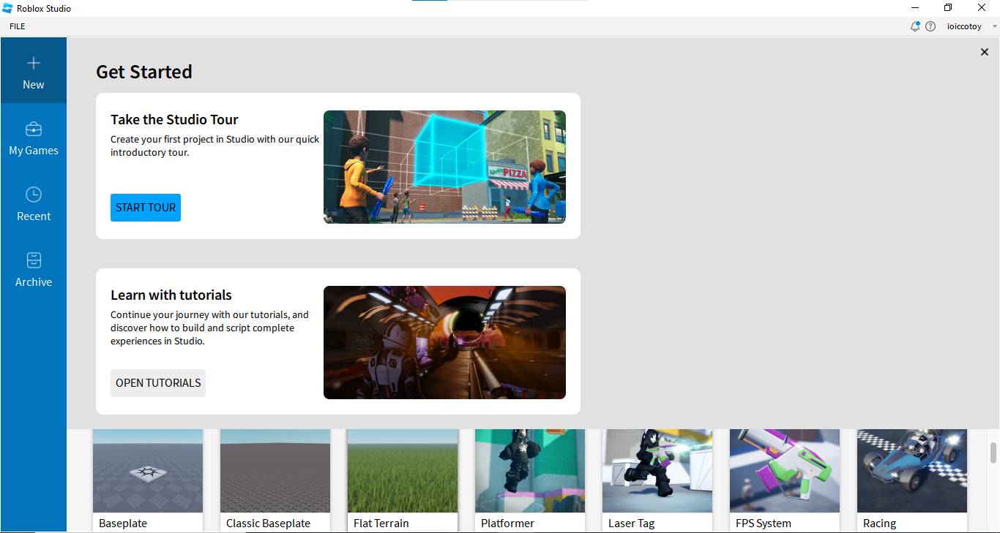 Roblox Studio
FILE
ioiccotoy
New
My Games
Recent
Archive
Get Started
Take the Studio Tour
Create your first project in Studio with our quick
introductory tour.
START TOUR
PIZZA
Learn with tutorials
Continue your journey with our tutorials, and
discover how to build and script complete
experiences in Studio.
OPEN TUTORIALS
Baseplate
Classic Baseplate
Flat Terrain
Platformer
Laser Tag
FPS System
Racing